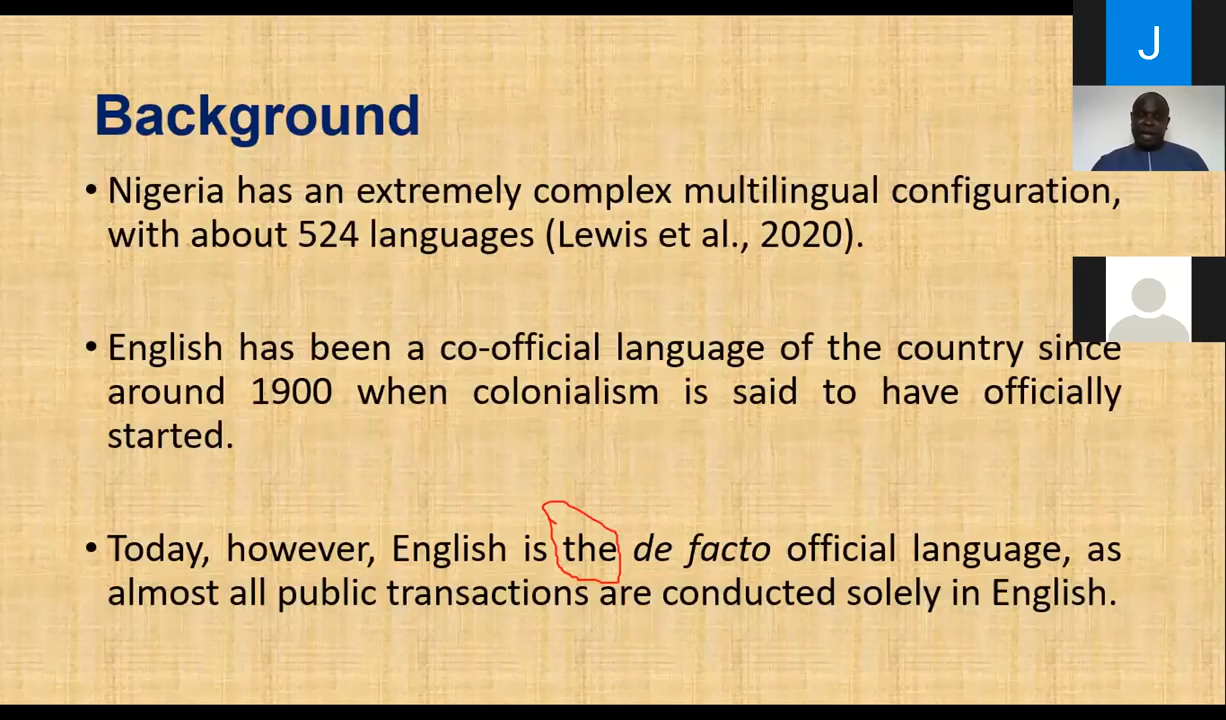 J
Background
• Nigeria has an extremely complex multilingual configuration,
with about 524 languages (Lewis et al., 2020).
• English has been a co-official language of the country since
around 1900 when colonialism is said to have officially
started.
• Today, however, English is the de facto official language, as
almost all public transactions are conducted solely in English.